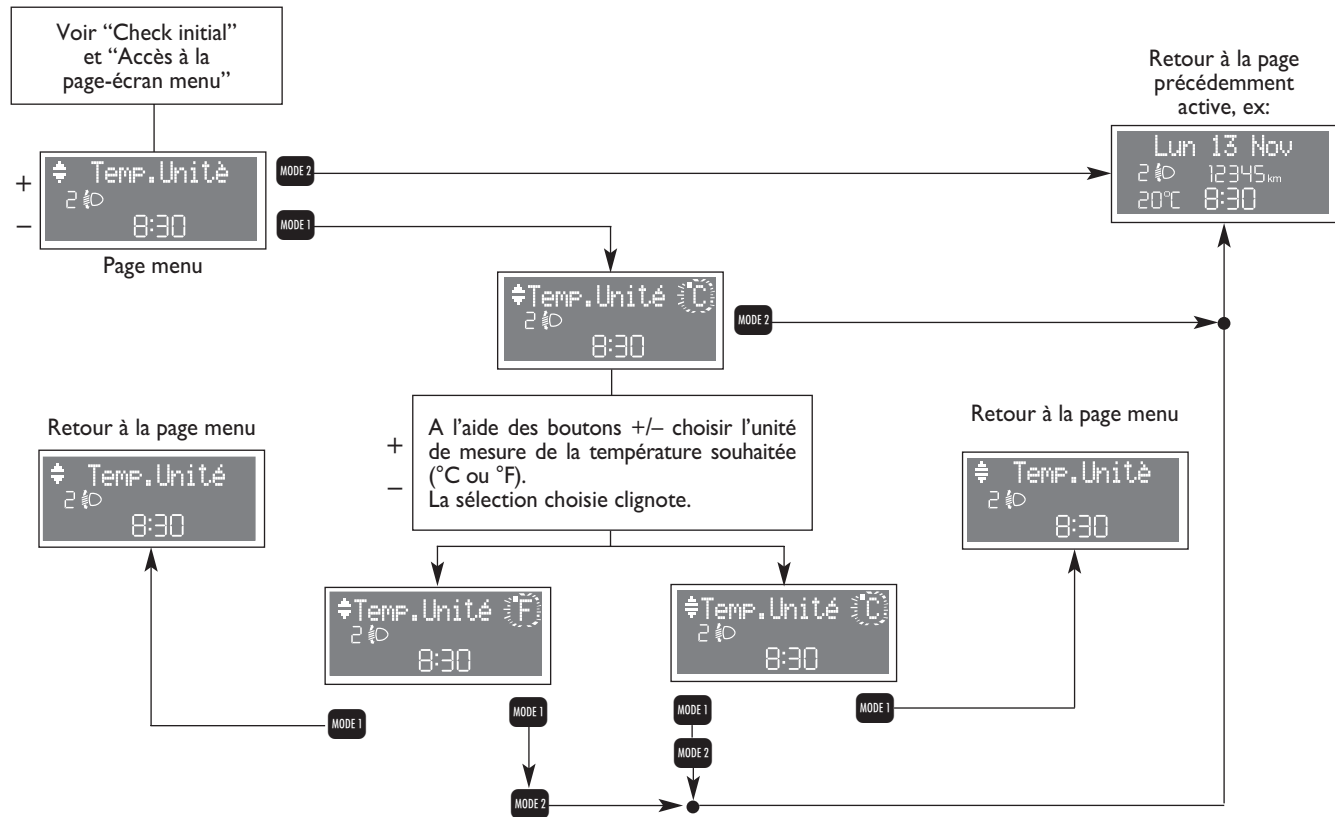 Voir “Check initial”
et “Accès à la
page-écran menu”
Retour à la page
précédemment
active, ex:
+
−
Temp.Unitè
2
8:30
Page menu
MODE 2
MODE 1
Lun 13 Nov
2 12345 km
20°C 8:30
Temp.Unité °C
2
8:30
MODE 2
+
−
A l'aide des boutons +/– choisir l'unité
de mesure de la température souhaitée
(°C ou °F).
La sélection choisie clignote.
Retour à la page menu
Temp.Unité
2
8:30
Retour à la page menu
Temp.Unitè
2
8:30
Temp.Unité °F
2
8:30
Temp.Unité °C
2
8:30
MODE 1
MODE 1
MODE 1
MODE 1
MODE 2
MODE 2